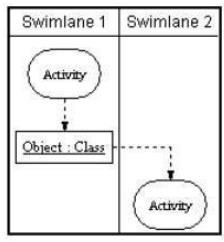 Swimlane 1 Swimlane 2
Activity
Object : Class
Activity